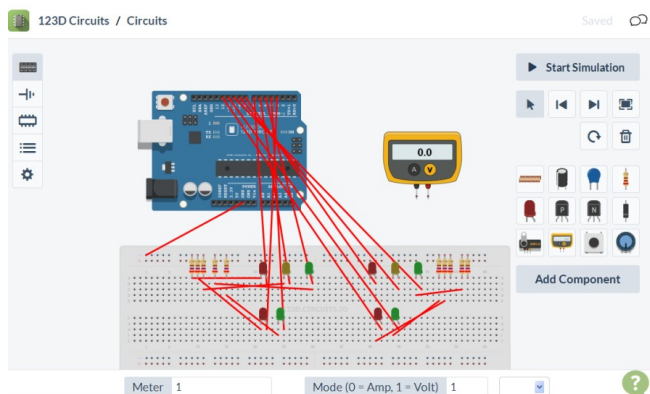 123D Circuits / Circuits
Saved
Start Simulation
0.0
A V
P N
Add Component
Meter 1
Mode (0 = Amp, 1 = Volt) 1
?